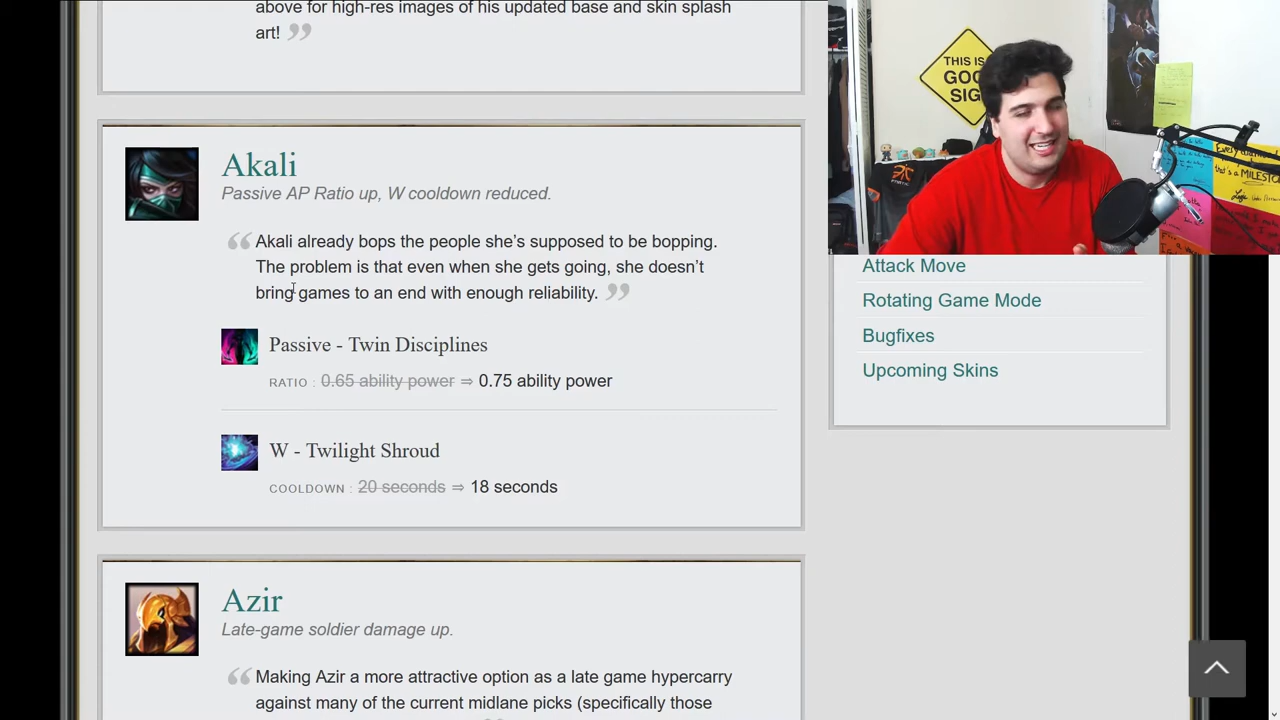 above for high-res images of his updated base and skin splash
art!
Akali
Passive AP Ratio up, W cooldown reduced.
Akali already bops the people she's supposed to be bopping.
The problem is that even when she gets going, she doesn't
bring games to an end with enough reliability.
Passive - Twin Disciplines
RATIO : 0.65 ability power ⇒ 0.75 ability power
W - Twilight Shroud
COOLDOWN : 20 seconds ⇒ 18 seconds
Azir
Late-game soldier damage up.
Making Azir a more attractive option as a late game hypercarry
against many of the current midlane picks (specifically those
THIS IS
GOO
SIG
FNATIC
that's a MILESTO
Attack Move
Rotating Game Mode
Bugfixes
Upcoming Skins